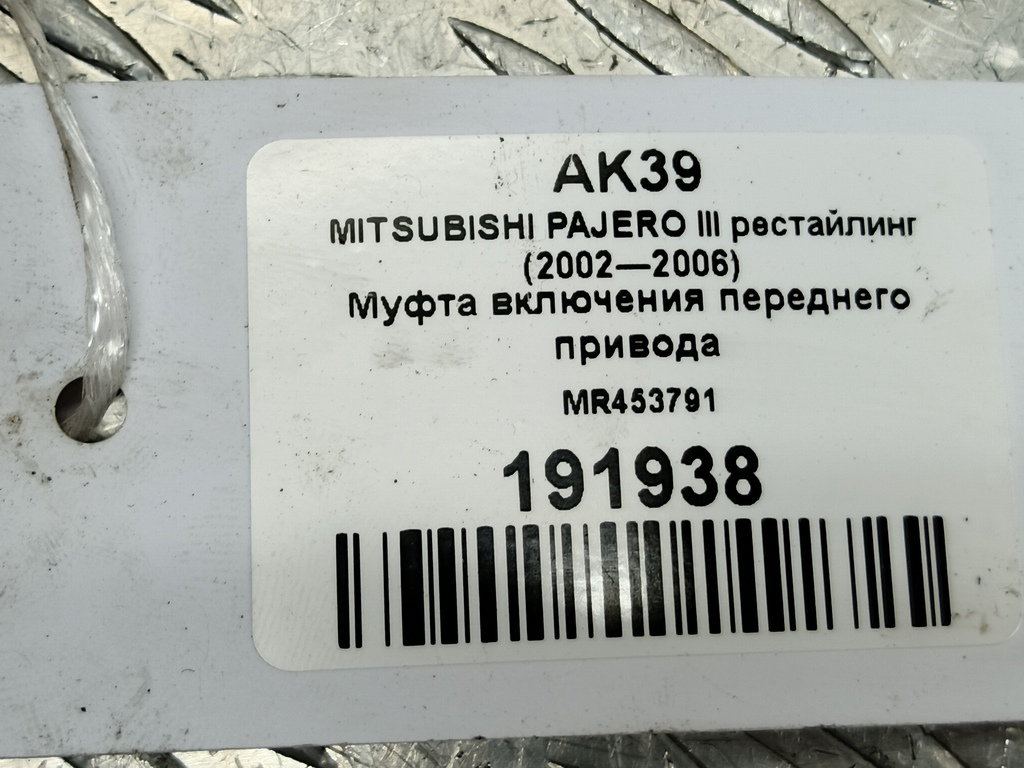 AK39
MITSUBISHI PAJERO III рестайлинг
(2002—2006)
Муфта включения переднего
привода
MR453791
191938